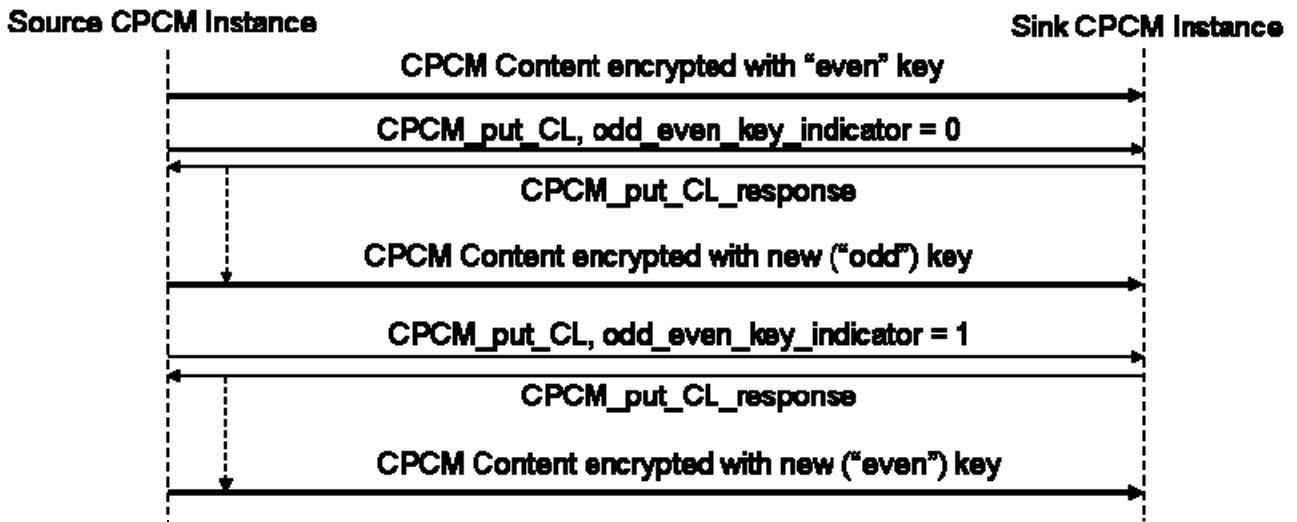 Source CPCM Instance
Sink CPCM Instance
CPCM Content encrypted with “even” key
CPCM_put_CL, odd_even_key_indicator = 0
CPCM_put_CL_response
CPCM Content encrypted with new (“odd”) key
CPCM_put_CL, odd_even_key_indicator = 1
CPCM_put_CL_response
CPCM Content encrypted with new (“even”) key